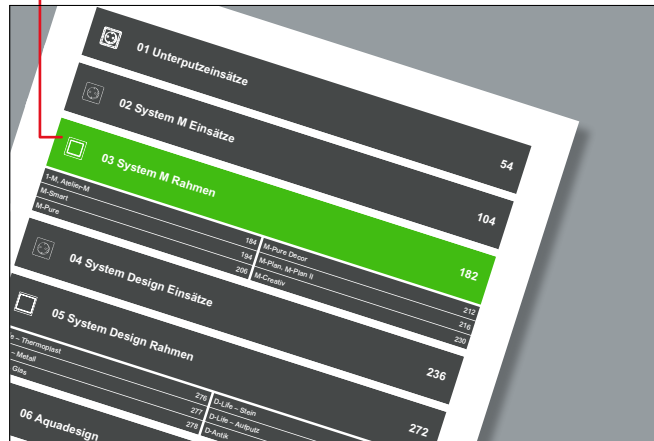 01 Unterputzeinsätze 54
02 System M Einsätze 104
03 System M Rahmen 182
1-M, Atelier-M 184
M-Smart 194
M-Pure 206
M-Pure Decor 212
M-Plan, M-Plan II 216
M-Creativ 230
04 System Design Einsätze 236
05 System Design Rahmen 272
e – Thermoplast 276
– Metall 277
Glas 278
D-Life – Stein
D-Life – Aufputz
D-Antik
06 Aquadesign